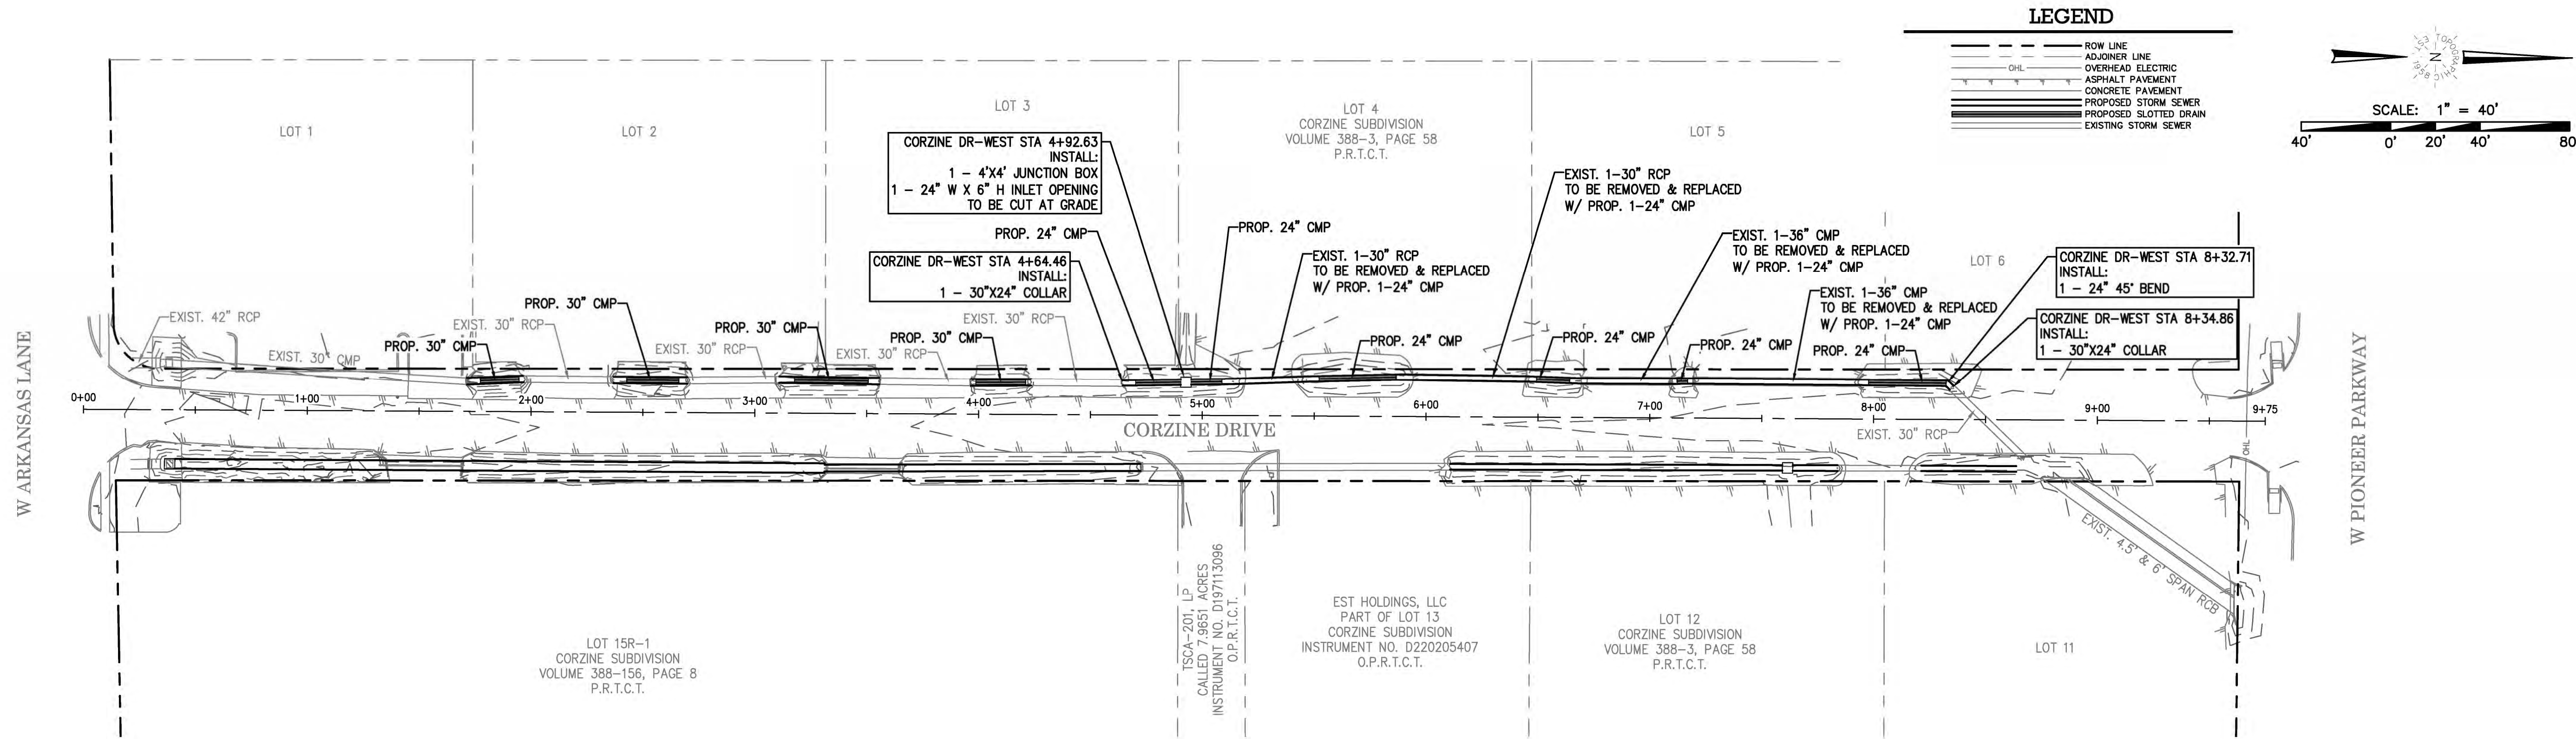 LEGEND
ROW LINE
ADJOINER LINE
OHL
OVERHEAD ELECTRIC
ASPHALT PAVEMENT
CONCRETE PAVEMENT
PROPOSED STORM SEWER
PROPOSED SLOTTED DRAIN
EXISTING STORM SEWER
N
TOPOGRAPHIC
EST
1958
SCALE: 1" = 40'
40' 0' 20' 40' 80
LOT 1
LOT 2
LOT 3
LOT 4
CORZINE SUBDIVISION
VOLUME 388-3, PAGE 58
P.R.T.C.T.
LOT 5
LOT 6
CORZINE DR-WEST STA 4+92.63
INSTALL:
1 - 4'X4' JUNCTION BOX
1 - 24" W X 6" H INLET OPENING
TO BE CUT AT GRADE
PROP. 24" CMP
CORZINE DR-WEST STA 4+64.46
INSTALL:
1 - 30"X24" COLLAR
PROP. 24" CMP
EXIST. 1-30" RCP
TO BE REMOVED & REPLACED
W/ PROP. 1-24" CMP
EXIST. 1-30" RCP
TO BE REMOVED & REPLACED
W/ PROP. 1-24" CMP
EXIST. 1-36" CMP
TO BE REMOVED & REPLACED
W/ PROP. 1-24" CMP
EXIST. 1-36" CMP
TO BE REMOVED & REPLACED
W/ PROP. 1-24" CMP
CORZINE DR-WEST STA 8+32.71
INSTALL:
1 - 24" 45° BEND
CORZINE DR-WEST STA 8+34.86
INSTALL:
1 - 30"X24" COLLAR
EXIST. 42" RCP
EXIST. 30" CMP
PROP. 30" CMP
EXIST. 30" RCP
PROP. 30" CMP
EXIST. 30" RCP
PROP. 30" CMP
EXIST. 30" RCP
PROP. 30" CMP
EXIST. 30" RCP
PROP. 24" CMP
PROP. 24" CMP
PROP. 24" CMP
PROP. 24" CMP
W ARKANSAS LANE
0+00 1+00 2+00 3+00 4+00 5+00 6+00 7+00 8+00 9+00 9+75
CORZINE DRIVE
EXIST. 30" RCP
OHL
W PIONEER PARKWAY
EXIST. 4.5' & 6' SPAN RCB
LOT 15R-1
CORZINE SUBDIVISION
VOLUME 388-156, PAGE 8
P.R.T.C.T.
TSCA-201, LP
CALLED 7.9651 ACRES
INSTRUMENT NO. D197113096
O.P.R.T.C.T.
EST HOLDINGS, LLC
PART OF LOT 13
CORZINE SUBDIVISION
INSTRUMENT NO. D220205407
O.P.R.T.C.T.
LOT 12
CORZINE SUBDIVISION
VOLUME 388-3, PAGE 58
P.R.T.C.T.
LOT 11